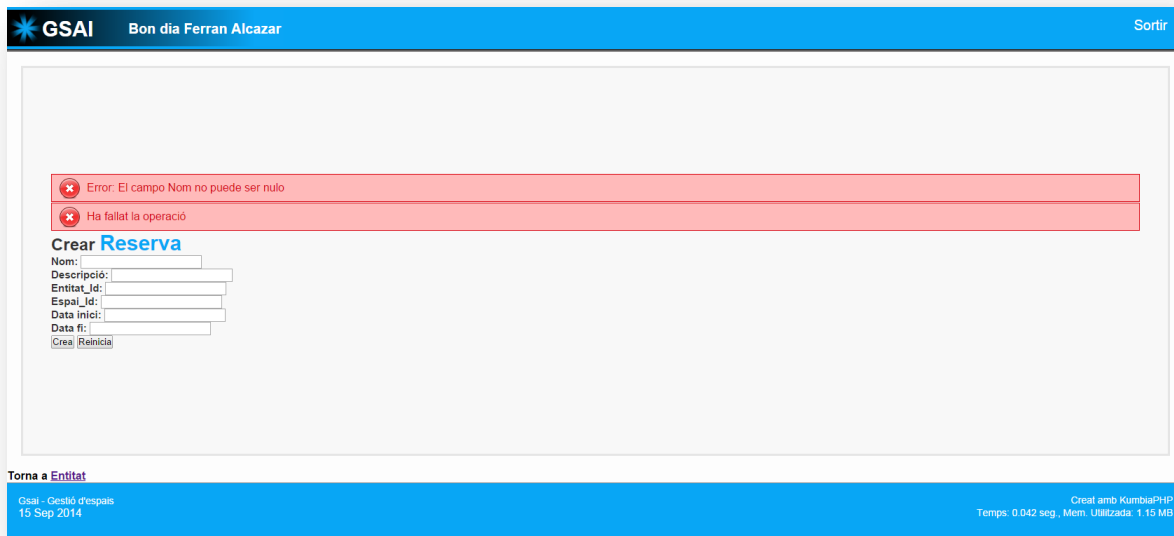 GSAI Bon dia Ferran Alcazar Sortir
Error: El campo Nom no puede ser nulo
Ha fallat la operació
Crear Reserva
Nom:
Descripció:
Entitat_Id:
Espai_Id:
Data inici:
Data fi:
Crea Reinicia
Torna a Entitat
Gsai - Gestió d'espais
15 Sep 2014
Creat amb KumbiaPHP
Temps: 0.042 seg., Mem. Utilitzada: 1.15 MB